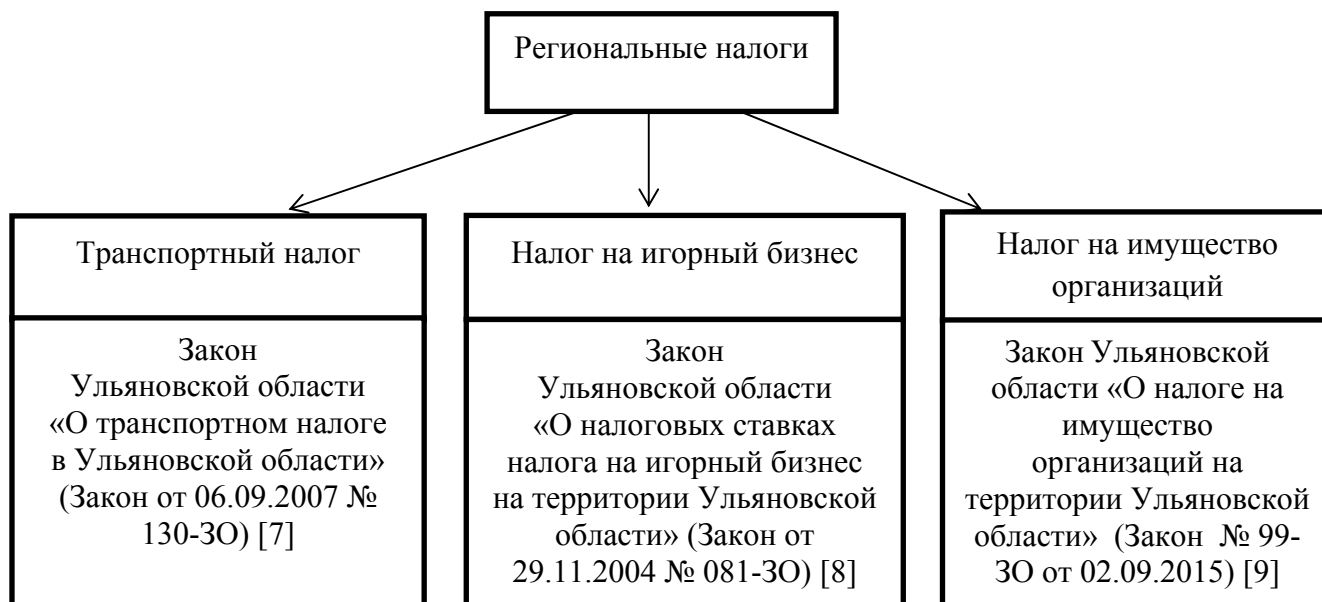 Региональные налоги
Транспортный налог
Закон
Ульяновской области
«О транспортном налоге
в Ульяновской области»
(Закон от 06.09.2007 №
130-ЗО) [7]
Налог на игорный бизнес
Закон
Ульяновской области
«О налоговых ставках
налога на игорный бизнес
на территории Ульяновской
области» (Закон от
29.11.2004 № 081-ЗО) [8]
Налог на имущество
организаций
Закон Ульяновской
области «О налоге на
имущество
организаций на
территории Ульяновской
области» (Закон № 99-
ЗО от 02.09.2015) [9]